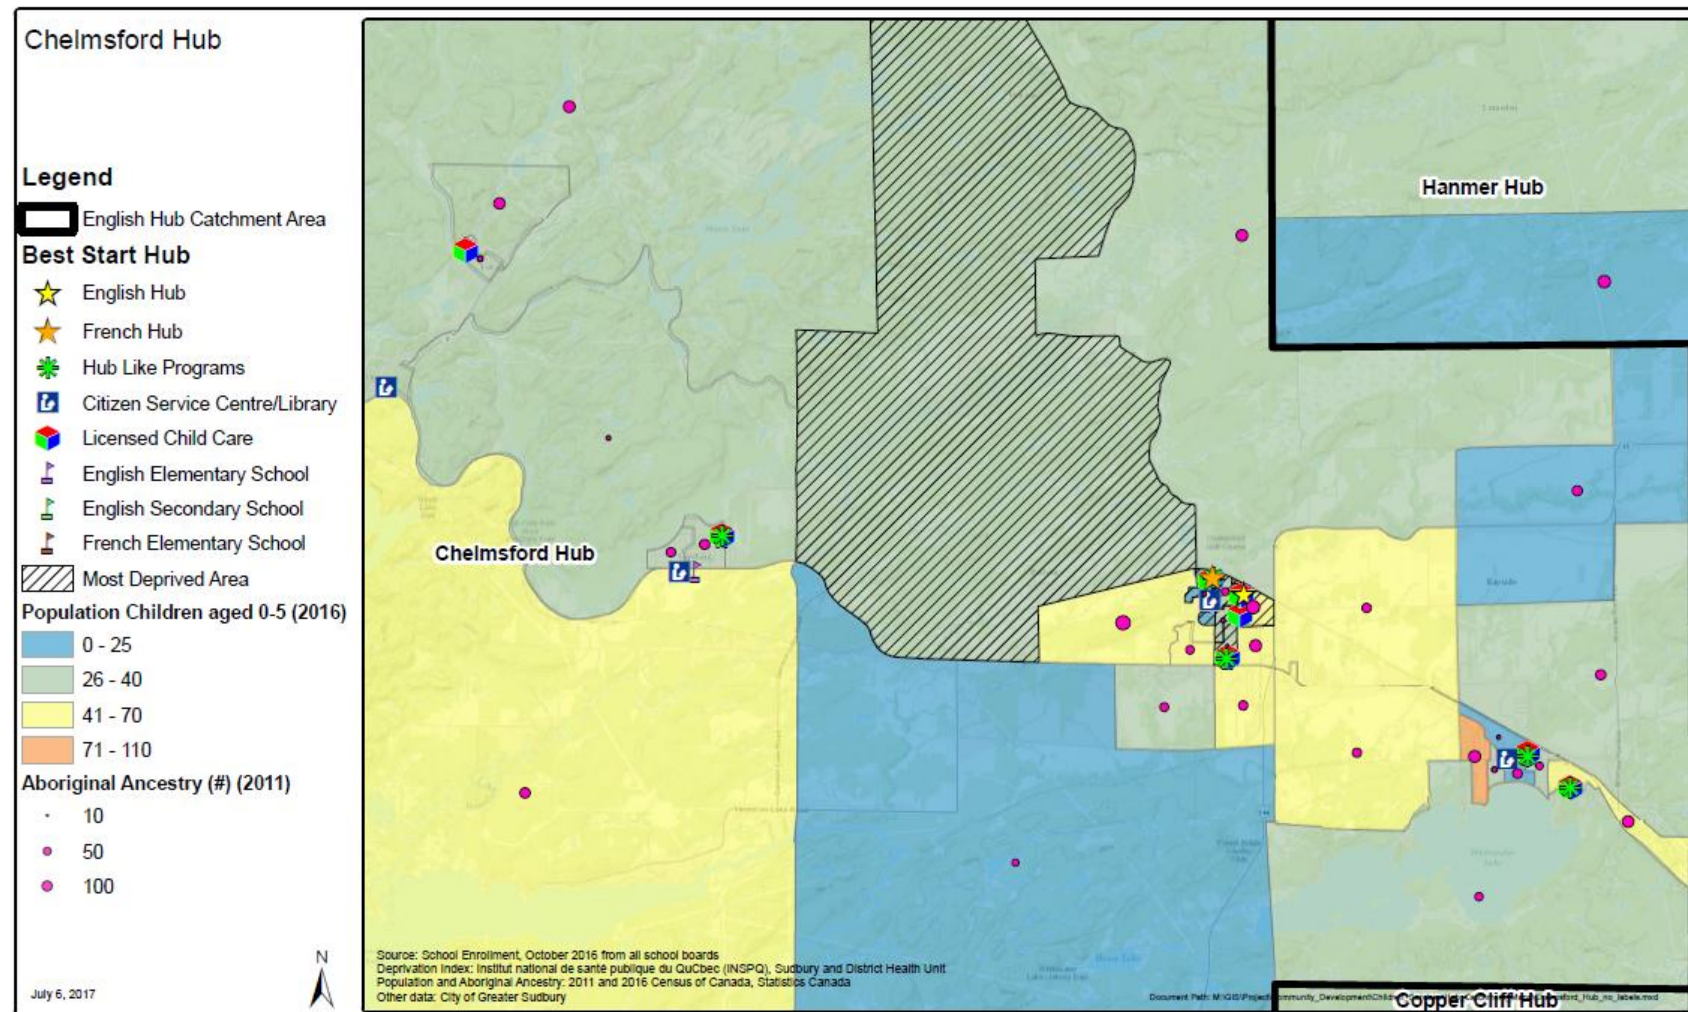 Chelmsford Hub
Legend
English Hub Catchment Area
Best Start Hub
English Hub
French Hub
Hub Like Programs
Citizen Service Centre/Library
Licensed Child Care
English Elementary School
English Secondary School
French Elementary School
Most Deprived Area
Population Children aged 0-5 (2016)
0 - 25
26 - 40
41 - 70
71 - 110
Aboriginal Ancestry (#) (2011)
10
50
100
N
July 6, 2017
Hanmer Hub
Chelmsford Hub
Source: School Enrollment, October 2016 from all school boards
Deprivation Index: Institut national de santé publique du QuCbec (INSPQ), Sudbury and District Health Unit
Population and Aboriginal Ancestry: 2011 and 2016 Census of Canada, Statistics Canada
Other data: City of Greater Sudbury
Document Path:
Copper Cliff Hub